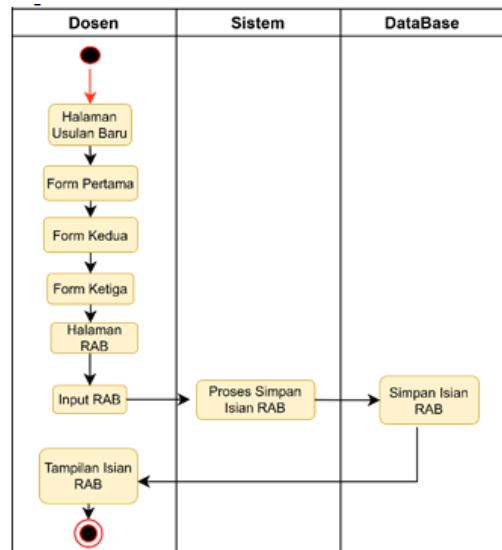 Dosen
Sistem
DataBase
Halaman
Usulan Baru
Form Pertama
Form Kedua
Form Ketiga
Halaman
RAB
Input RAB
Proses Simpan
Isian RAB
Simpan Isian
RAB
Tampilan Isian
RAB